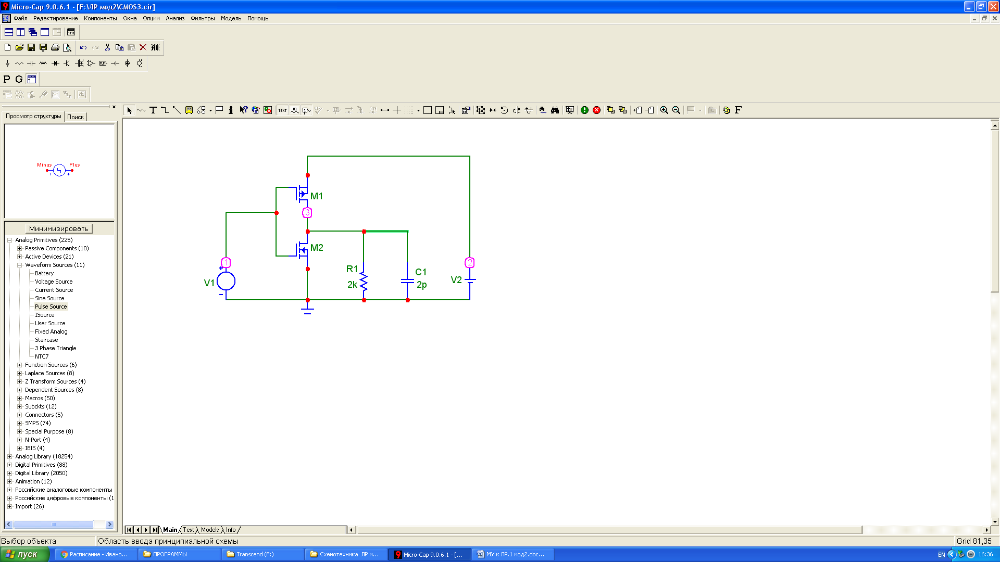 Micro-Cap 9.0.6.1 - [F:\ЛР мод2\CMOS3.cir]
Файл Редактирование Компоненты Окна Опции Анализ Фильтры Модель Помощь
P G
Просмотр структуры Поиск
TEXT R1
F
Minus Plus
Минимизировать
Analog Primitives (225)
Passive Components (10)
Active Devices (21)
Waveform Sources (11)
Battery
Voltage Source
Current Source
Sine Source
Pulse Source
ISource
User Source
Fixed Analog
Staircase
3 Phase Triangle
NTC7
Function Sources (6)
Laplace Sources (8)
Z Transform Sources (4)
Dependent Sources (8)
Macros (50)
Subckts (12)
Connectors (5)
SMPS (74)
Special Purpose (8)
N-Port (4)
IBIS (4)
Analog Library (18254)
Digital Primitives (88)
Digital Library (2050)
Animation (12)
Российские аналоговые компоненты
Российские цифровые компоненты (1
Import (26)
M1
3
M2
1
2
R1
C1
V1
V2
2k
2p
Main Text Models Info
Выбор объекта
Область ввода принципиальной схемы
Grid 81,35
пуск
Расписание - Ивано...
ПРОГРАММЫ
Transcend (F:)
Схемотехника ЛР м...
Micro-Cap 9.0.6.1 - [...
МУ к ЛР.1 мод2.doc...
EN
16:36